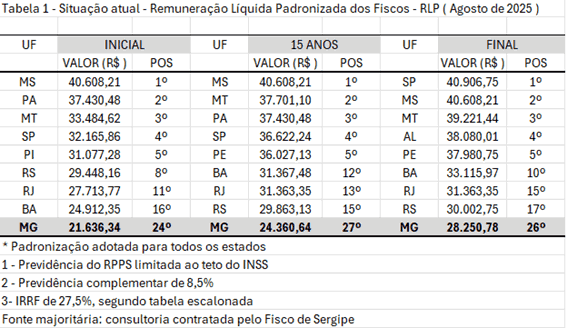 Tabela 1 - Situação atual - Remuneração Líquida Padronizada dos Fiscos - RLP ( Agosto de 2025 )
UF INICIAL UF 15 ANOS UF FINAL
VALOR (R$ ) POS VALOR (R$ ) POS VALOR (R$ ) POS
MS 40.608,21 1º MS 40.608,21 1º SP 40.906,75 1º
PA 37.430,48 2º MT 37.701,10 2º MS 40.608,21 2º
MT 33.484,62 3º PA 37.430,48 3º MT 39.221,44 3º
SP 32.165,86 4º SP 36.622,24 4º AL 38.080,01 4º
PI 31.077,28 5º PE 36.027,13 5º PE 37.980,75 5º
RS 29.448,16 8º BA 31.367,48 12º BA 33.115,97 10º
RJ 27.713,77 11º RJ 31.363,35 13º RJ 31.363,35 15º
BA 24.912,35 16º RS 29.863,13 15º RS 30.002,75 17º
MG 21.636,34 24º MG 24.360,64 27º MG 28.250,78 26º
* Padronização adotada para todos os estados
1 - Previdência do RPPS limitada ao teto do INSS
2 - Previdência complementar de 8,5%
3- IRRF de 27,5%, segundo tabela escalonada
Fonte majoritária: consultoria contratada pelo Fisco de Sergipe